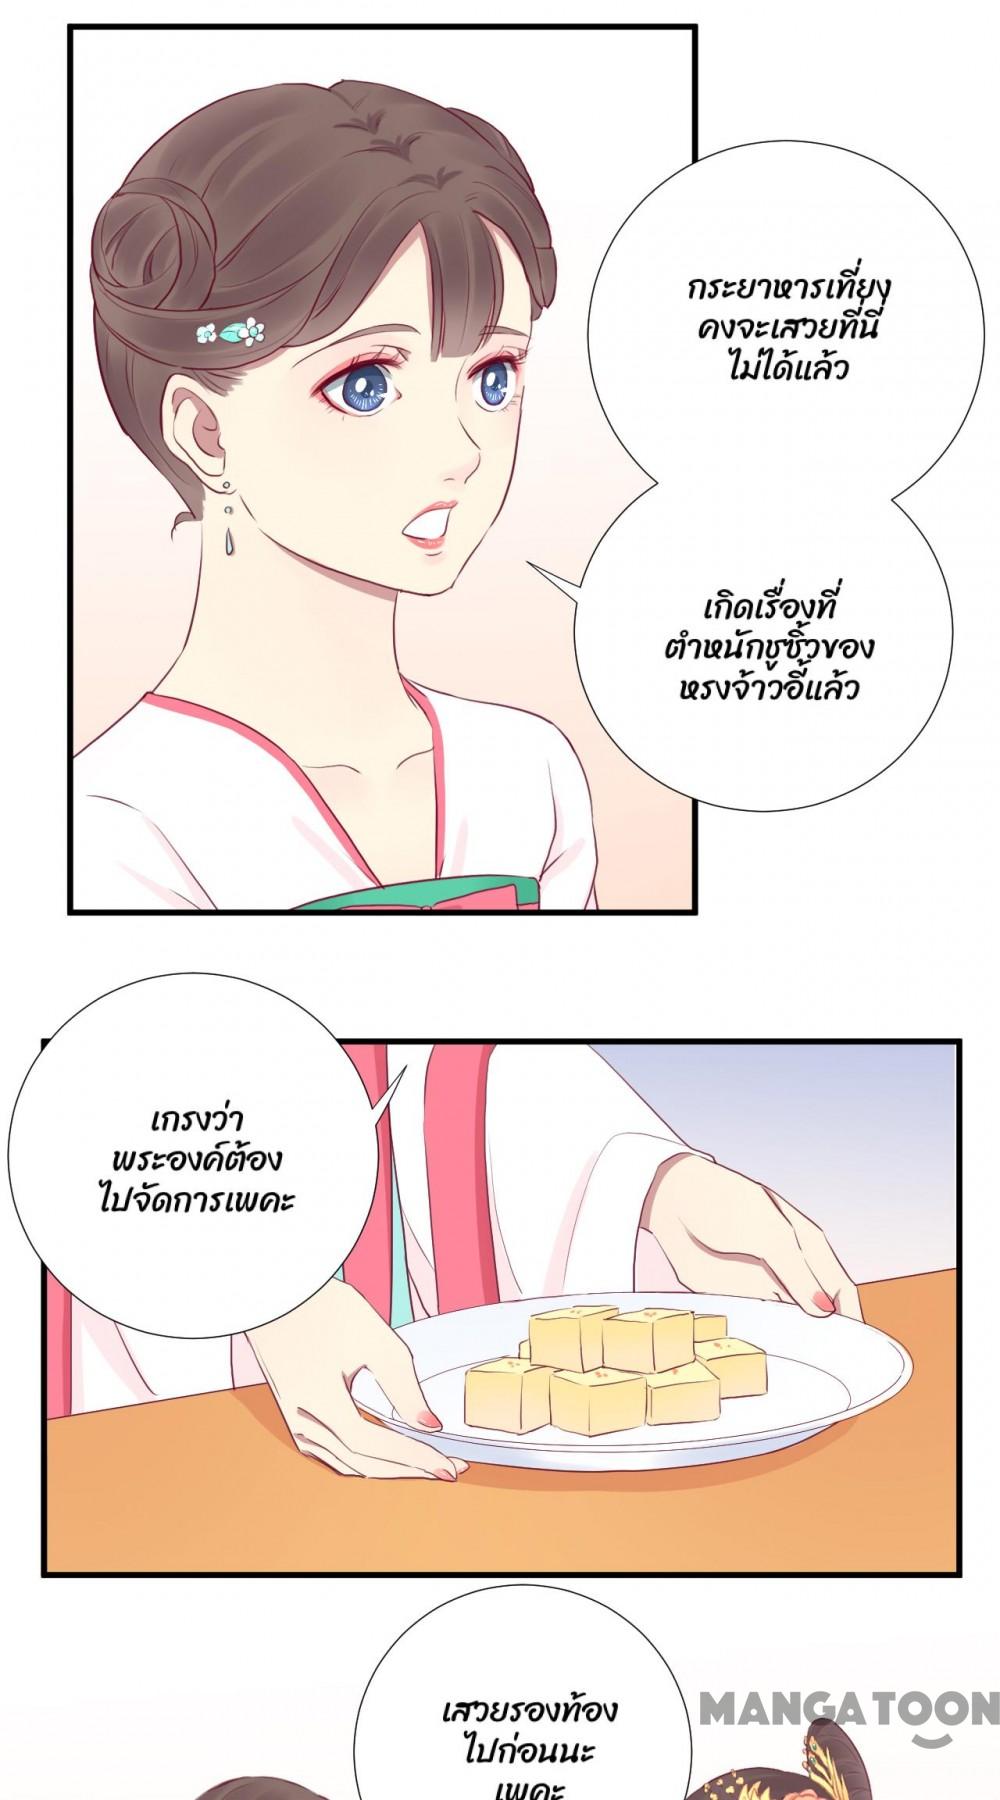 กระยาหารเที่ยง
คงจะเสวยที่นี่
ไม่ได้แล้ว
เกิดเรื่องที่
ตำหนักชูซิ้วของ
หรงจ้าวอี้แล้ว
เกรงว่า
พระองค์ต้อง
ไปจัดการเพคะ
เสวยรองท้อง
ไปก่อนนะ
เพคะ
MANGATOON